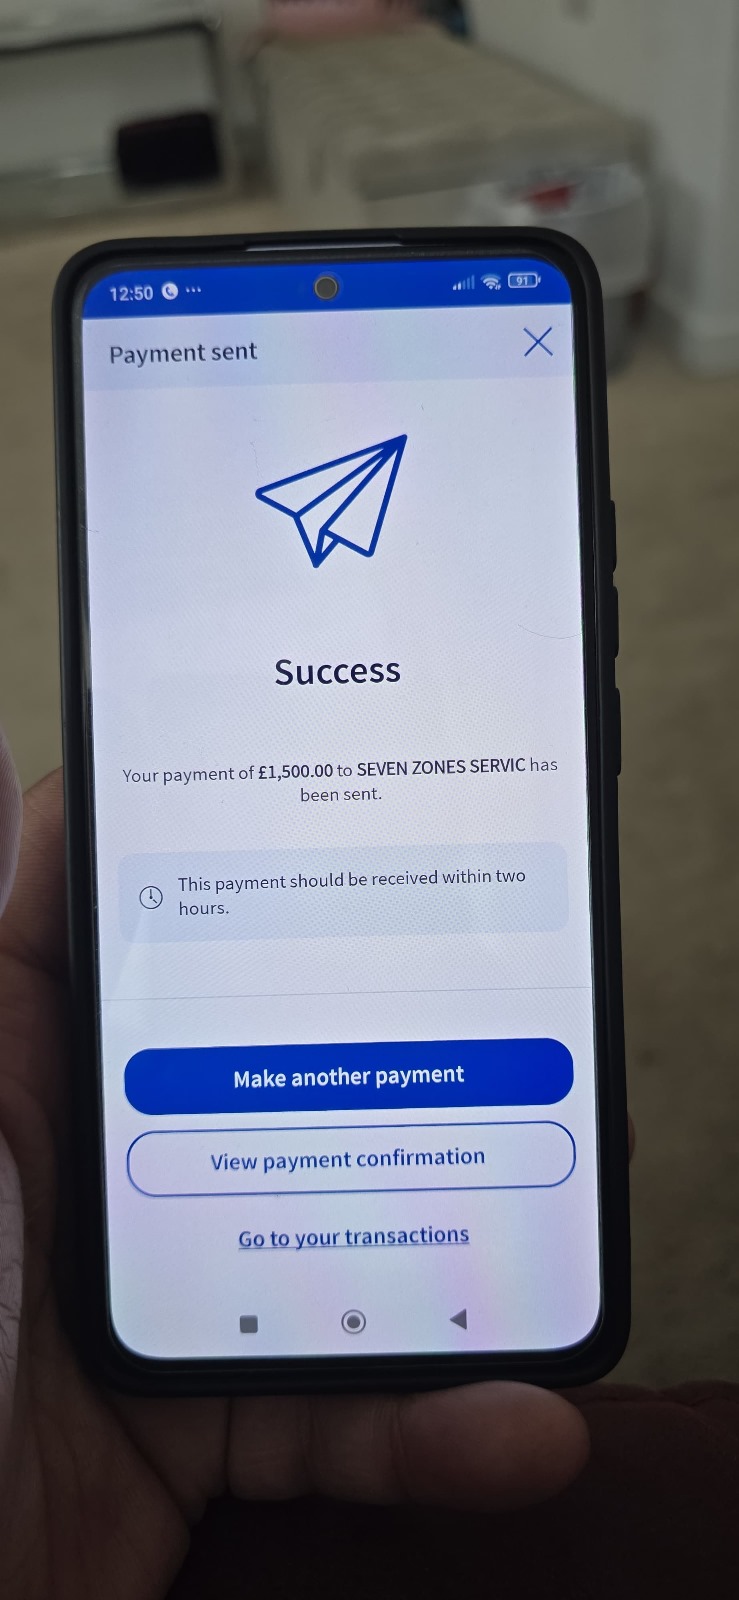 12:50 ...
91
Payment sent
Success
Your payment of £1,500.00 to SEVEN ZONES SERVIC has
been sent.
This payment should be received within two
hours.
Make another payment
View payment confirmation
Go to your transactions